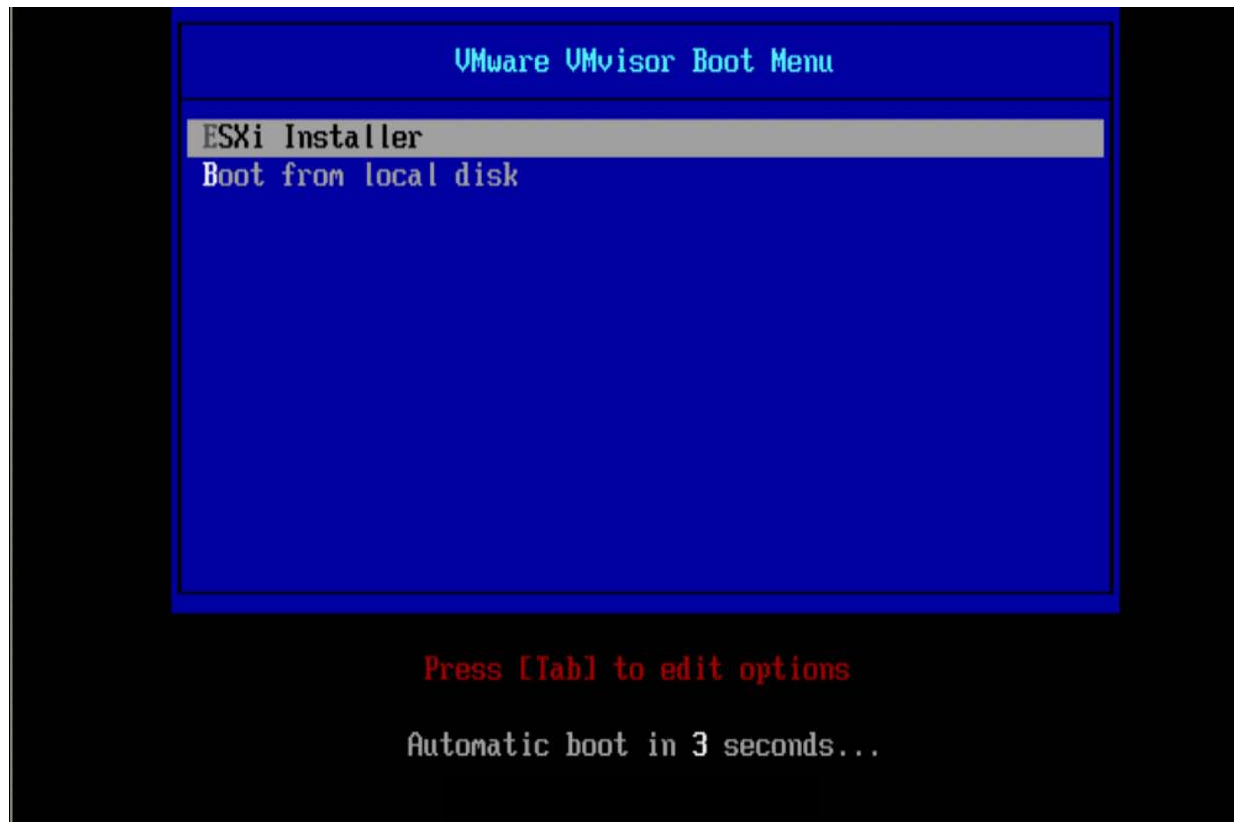 VMware VMvisor Boot Menu
ESXi Installer
Boot from local disk
Press [Tab] to edit options
Automatic boot in 3 seconds...